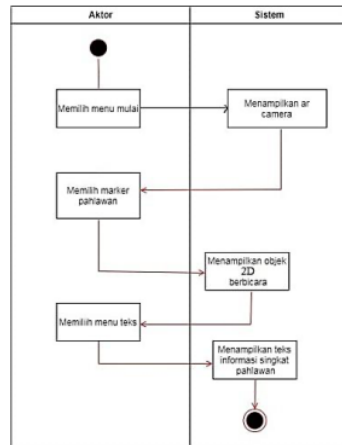 Aktor
Sistem
Memilih menu mulai
Menampilkan ar
camera
Memilih marker
pahlawan
Menampilkan objek
2D
berbicara
Memilih menu teks
Menampilkan teks
informasi singkat
pahlawan